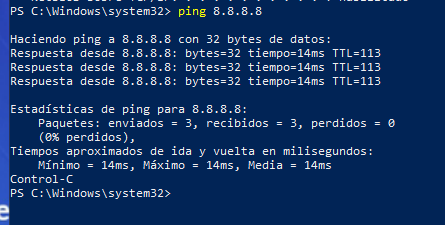 PS C:\Windows\system32> ping 8.8.8.8
Haciendo ping a 8.8.8.8 con 32 bytes de datos:
Respuesta desde 8.8.8.8: bytes=32 tiempo=14ms TTL=113
Respuesta desde 8.8.8.8: bytes=32 tiempo=14ms TTL=113
Respuesta desde 8.8.8.8: bytes=32 tiempo=14ms TTL=113
Estadísticas de ping para 8.8.8.8:
Paquetes: enviados = 3, recibidos = 3, perdidos = 0
(0% perdidos),
Tiempos aproximados de ida y vuelta en milisegundos:
Mínimo = 14ms, Máximo = 14ms, Media = 14ms
Control-C
PS C:\Windows\system32>
e